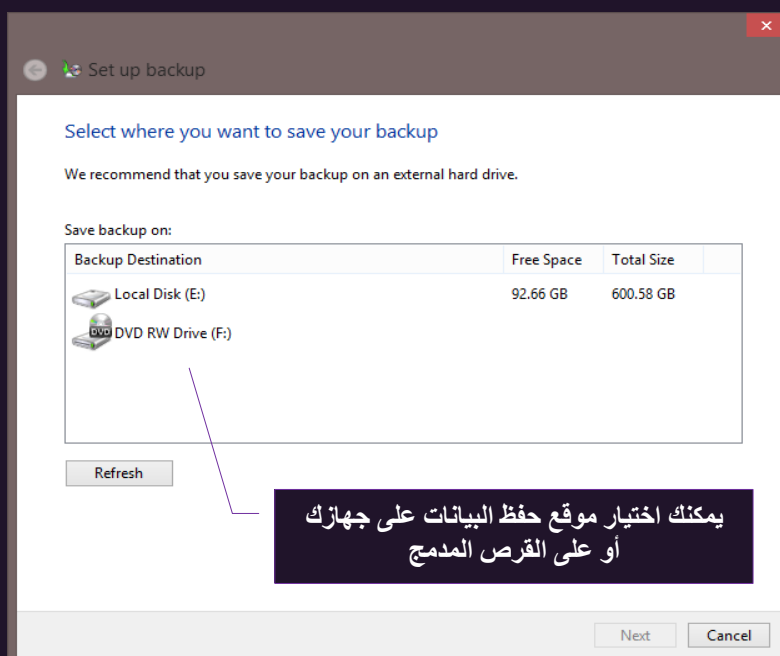 Set up backup
Select where you want to save your backup
We recommend that you save your backup on an external hard drive.
Save backup on:
Backup Destination Free Space Total Size
Local Disk (E:) 92.66 GB 600.58 GB
DVD
DVD RW Drive (F:)
Refresh
يمكنك اختيار موقع حفظ البيانات على جهازك
أو على القرص المدمج
Next Cancel